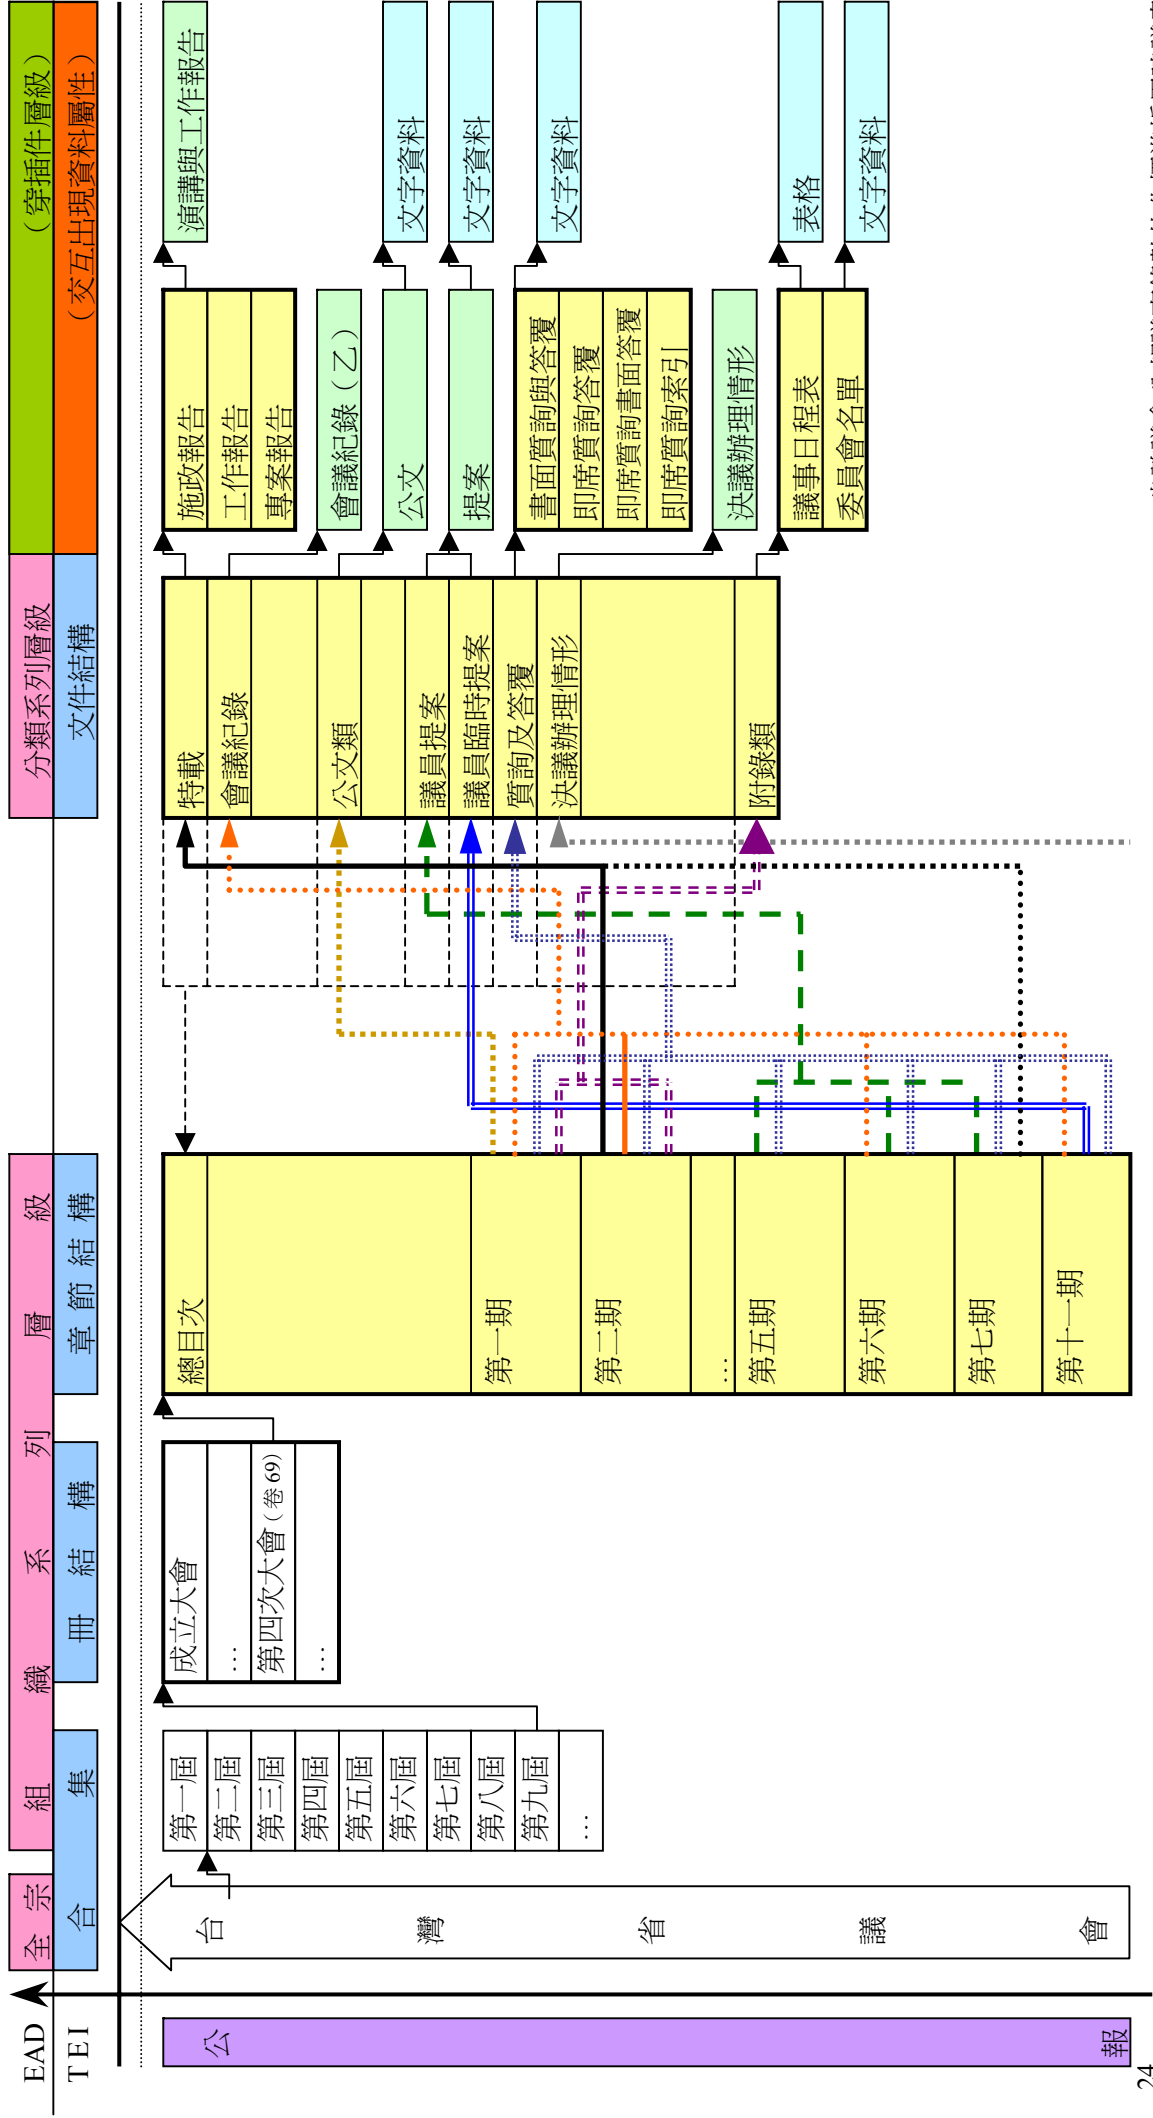 EAD
全宗
組織系列層級
分類系列層級
（穿插件層級）
TEI
合集
冊結構
章節結構
文件結構
（交互出現資料屬性）
公報
台灣省議會
第一屆
第二屆
第三屆
第四屆
第五屆
第六屆
第七屆
第八屆
第九屆
…
成立大會
…
第四次大會（卷 69）
…
總目次
第一期
第二期
…
第五期
第六期
第七期
第十一期
特載
會議紀錄
公文類
議員提案
議員臨時提案
質詢及答覆
決議辦理情形
附錄類
施政報告
工作報告
專案報告
會議紀錄（乙）
公文
提案
書面質詢與答覆
即席質詢答覆
即席質詢書面答覆
即席質詢索引
決議辦理情形
議事日程表
委員會名單
演講與工作報告
文字資料
文字資料
文字資料
表格
文字資料
24